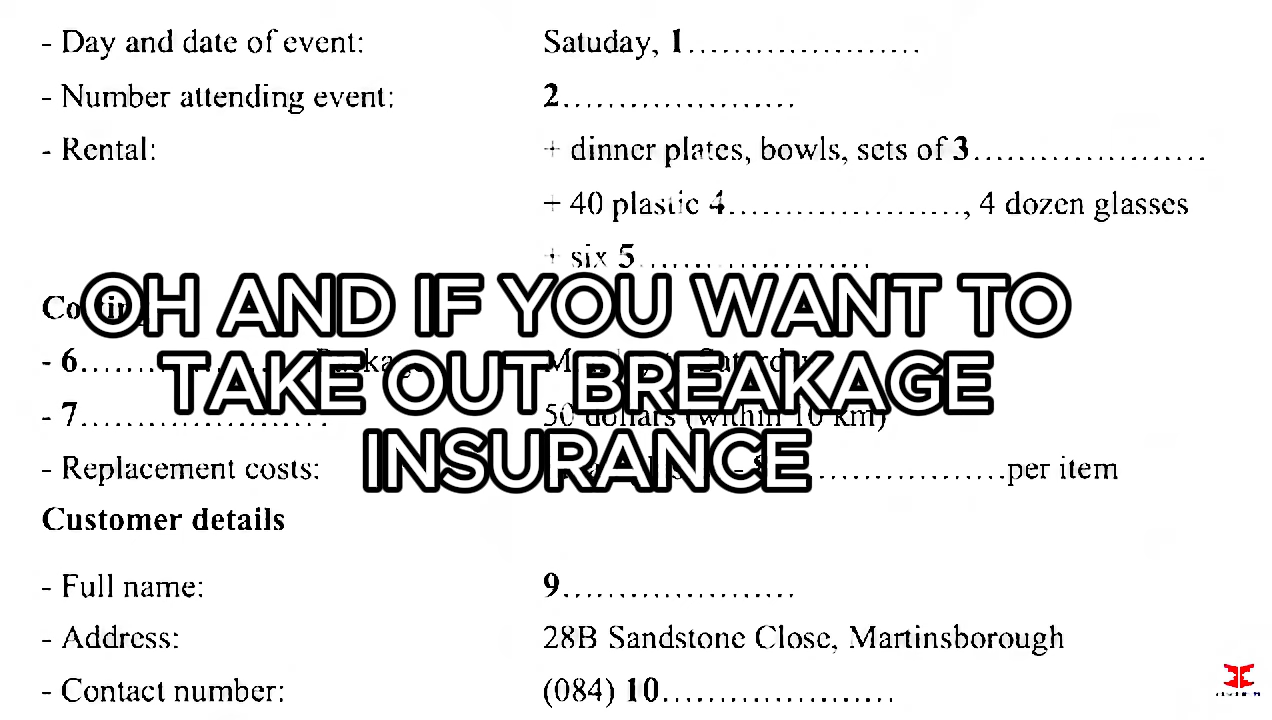 - Day and date of event: Satuday, 1.....................
- Number attending event: 2.....................
- Rental: + dinner plates, bowls, sets of 3.....................
+ 40 plastic 4....................., 4 dozen glasses
+ six 5.....................
OH AND IF YOU WANT TO
- 6
TAKE OUT BREAKAGE
- 7..................... 50 dollars (within 10 km)
INSURANCE
- Replacement costs: per item
Customer details
- Full name: 9.....................
- Address: 28B Sandstone Close, Martinsborough
- Contact number: (084) 10.....................